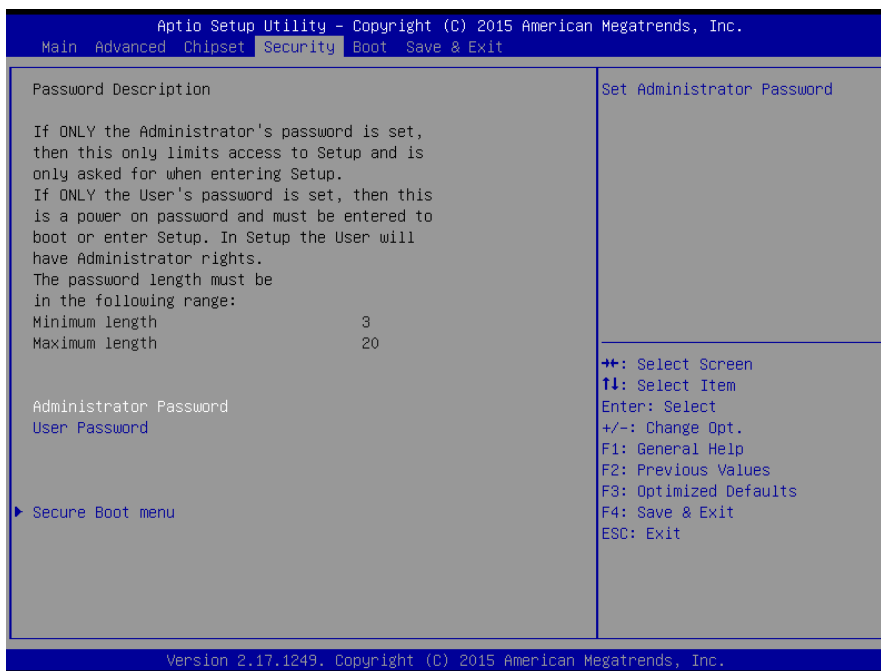 Aptio Setup Utility – Copyright (C) 2015 American Megatrends, Inc.
Main Advanced Chipset Security Boot Save & Exit
Password Description
If ONLY the Administrator's password is set,
then this only limits access to Setup and is
only asked for when entering Setup.
If ONLY the User's password is set, then this
is a power on password and must be entered to
boot or enter Setup. In Setup the User will
have Administrator rights.
The password length must be
in the following range:
Minimum length 3
Maximum length 20
Administrator Password
User Password
Secure Boot menu
Set Administrator Password
→←: Select Screen
↑↓: Select Item
Enter: Select
+/-: Change Opt.
F1: General Help
F2: Previous Values
F3: Optimized Defaults
F4: Save & Exit
ESC: Exit
Version 2.17.1249. Copyright (C) 2015 American Megatrends, Inc.